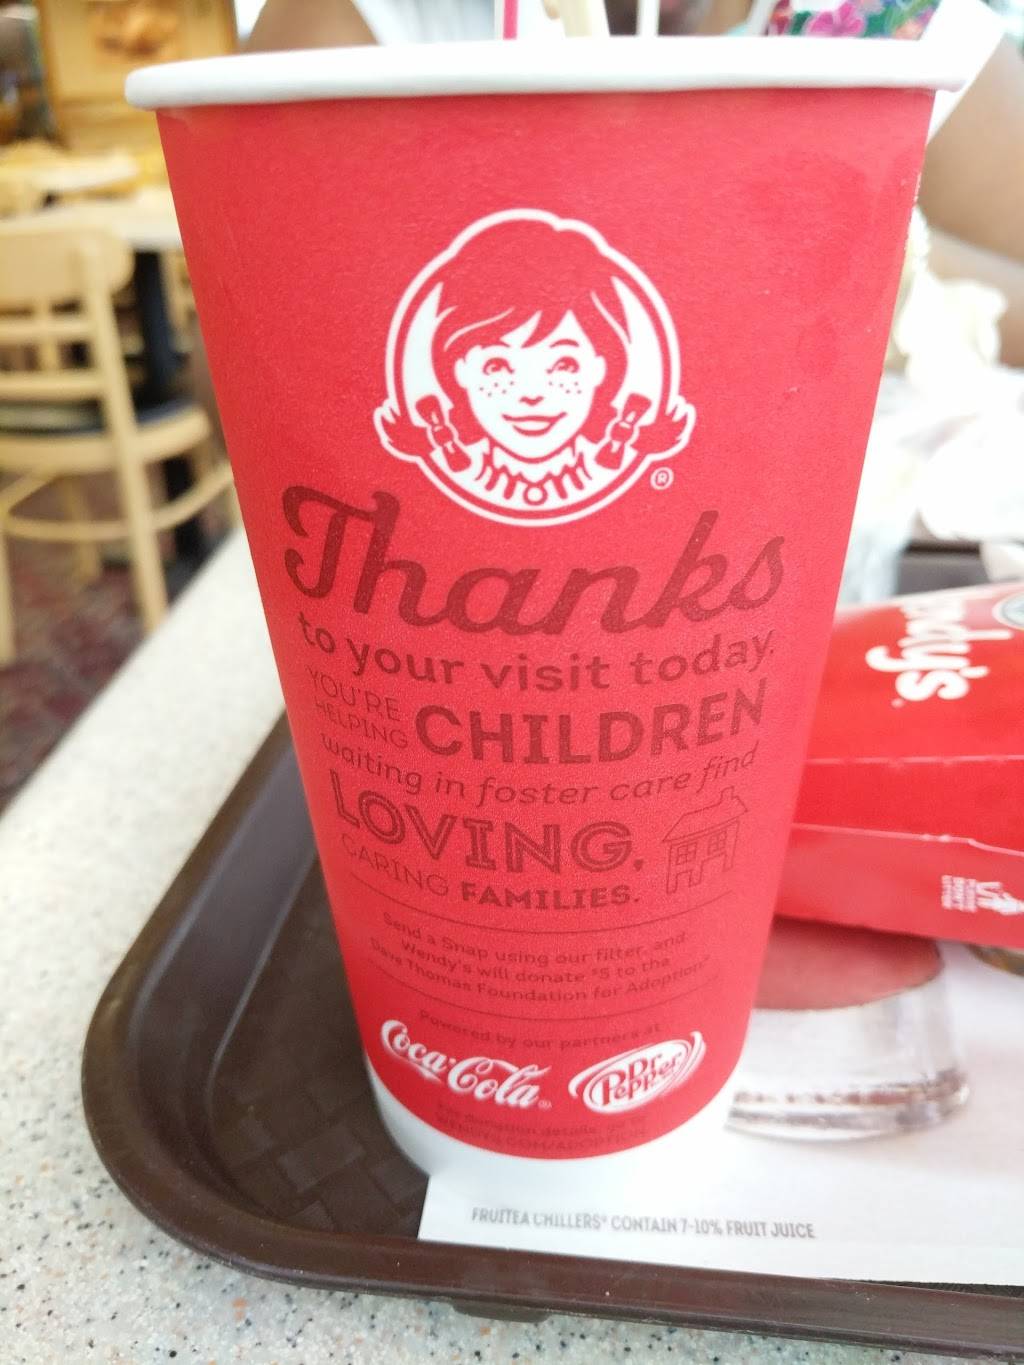 Thanks
to your visit today.
YOU'RE
HELPING
CHILDREN
waiting in foster care find
LOVING,
CARING FAMILIES.
Send a Snap using our filter, and
Wendy's will donate $5 to the
Dave Thomas Foundation for Adoption®
Powered by our partners at
Coca-Cola®
Dr Pepper
Wendy's
FRUITEA CHILLERS® CONTAIN 7-10% FRUIT JUICE